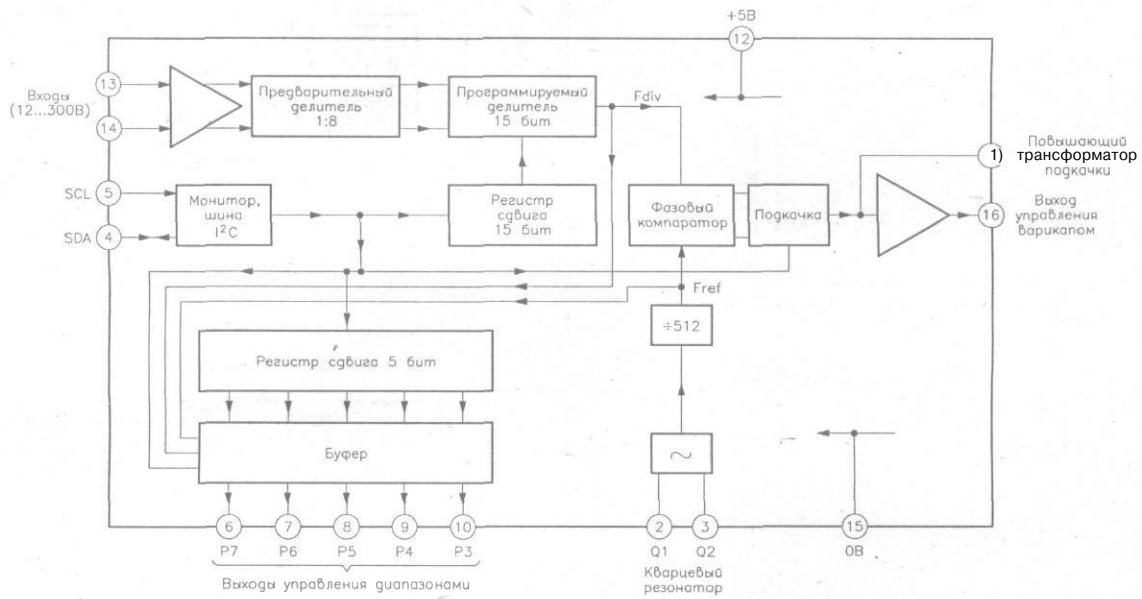 +5В
12
13
Входы
(12...300В)
14
Предварительный
делитель
1:8
Программируемый
делитель
15 бит
Fdiv
1)
Повышающий
трансформатор
подкачки
SCL
5
SDA
4
Монитор,
шина
I²C
Регистр
сдвига
15 бит
Фазовый
компаратор
Подкачка
16
Выход
управления
варикапом
Fref
÷512
Регистр сдвига 5 бит
Буфер
~
6
7
8
9
10
2
3
15
P7
P6
P5
P4
P3
Q1
Q2
0В
Выходы управления диапазонами
Кварцевый
резонатор